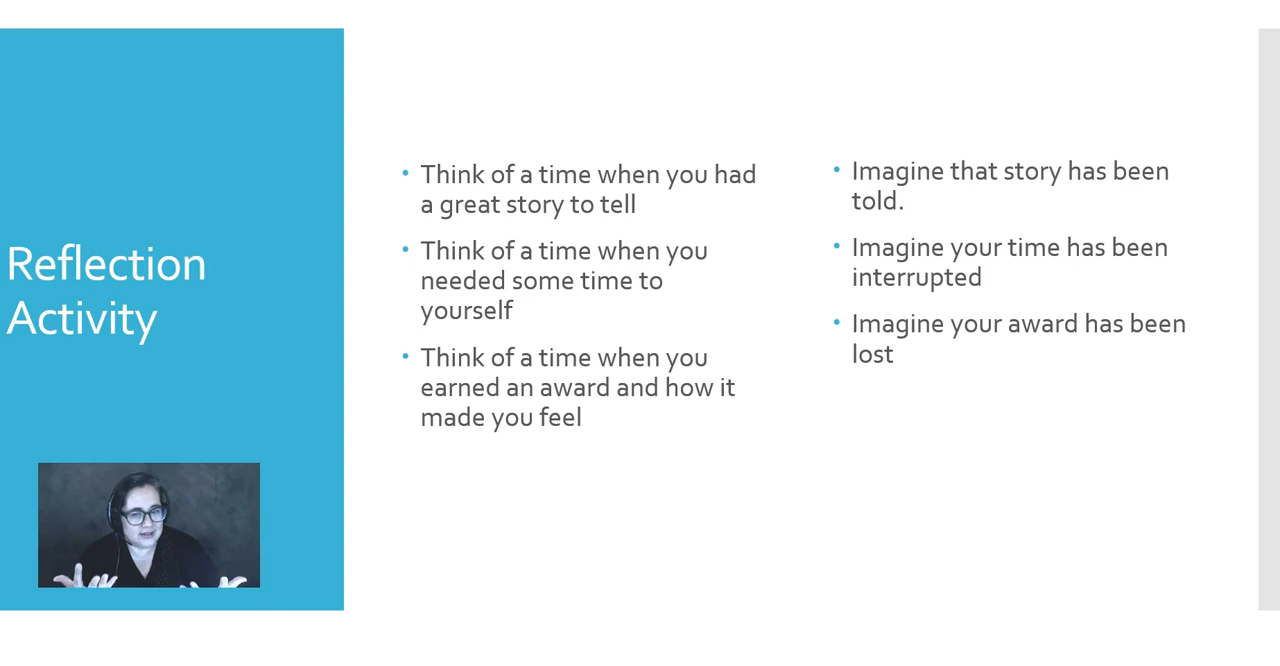 Reflection
Activity
Think of a time when you had
a great story to tell
Think of a time when you
needed some time to
yourself
Think of a time when you
earned an award and how it
made you feel
Imagine that story has been
told.
Imagine your time has been
interrupted
Imagine your award has been
lost